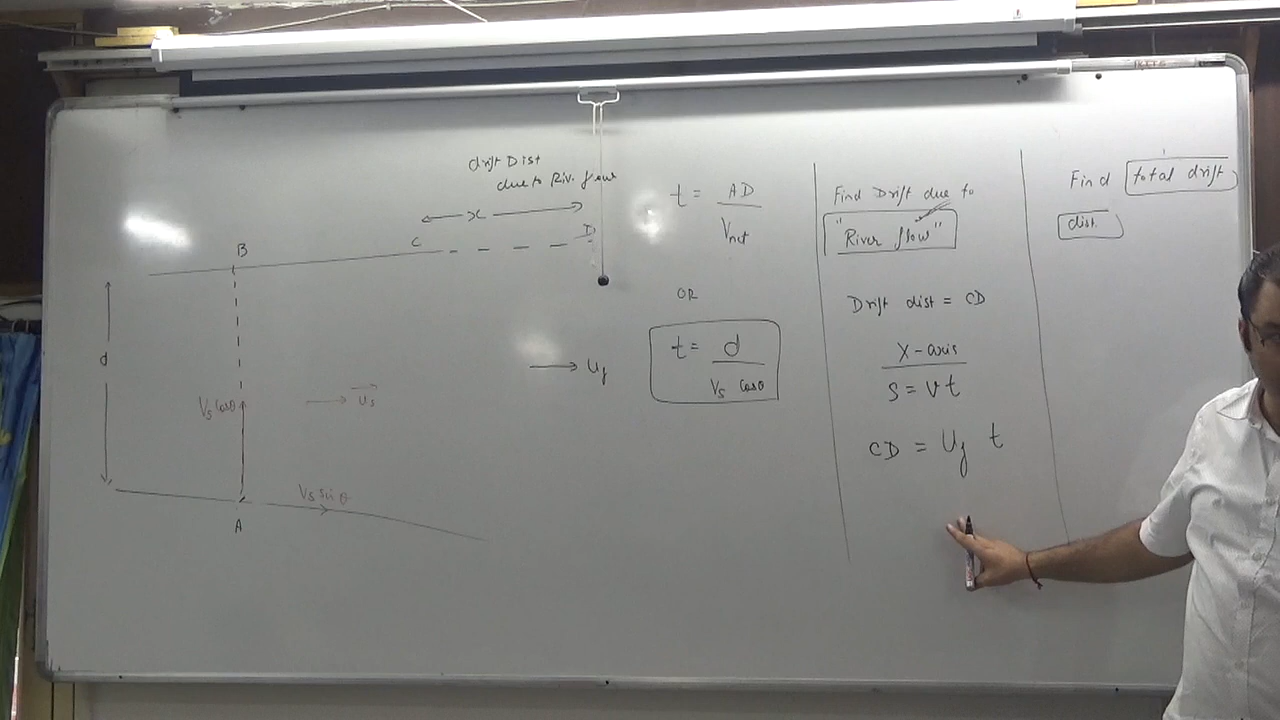 drift Dist
due to Riv. flow
x
B
C
D
d
Vs cosθ
us
Vs sinθ
A
Uf
t = AD
Vnet
OR
t = d
Vs cosθ
Find Drift due to
"River flow"
Drift dist = CD
X-axis
S = Vt
CD = Uf t
Find total drift
dist.